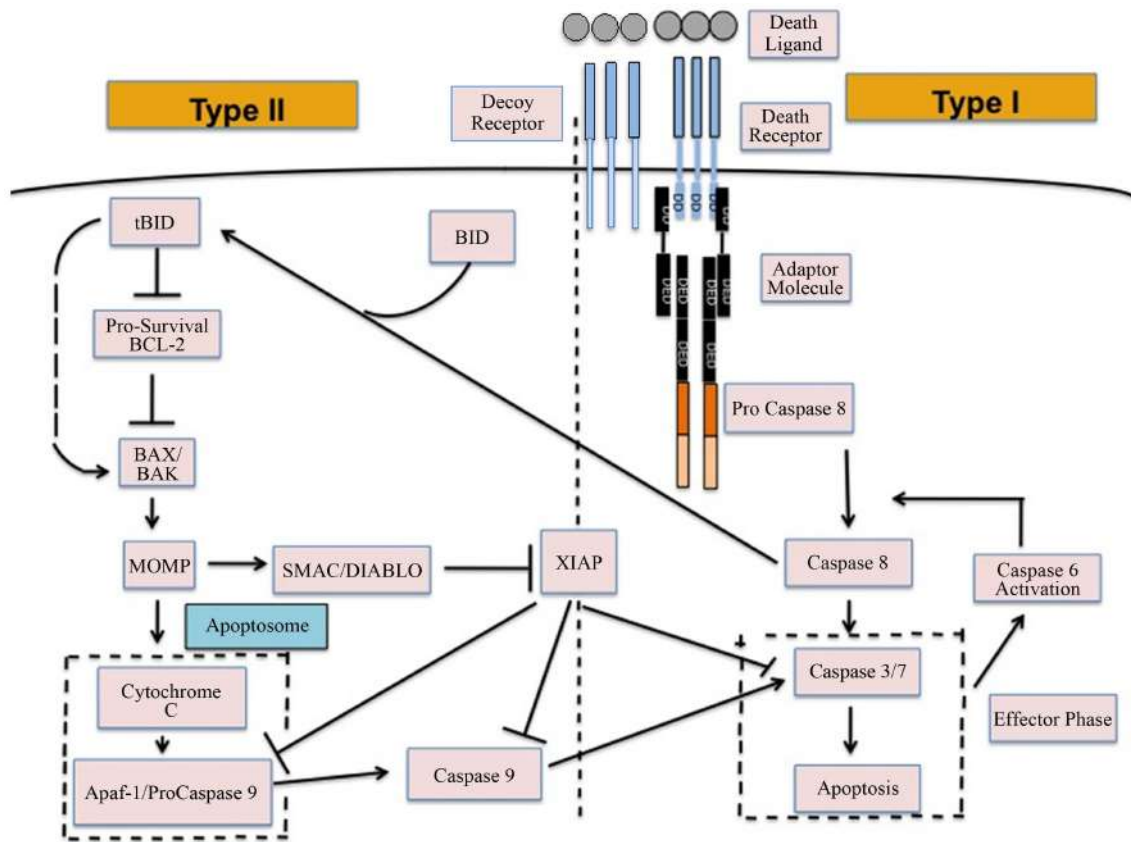 Death
Ligand
Type II
Decoy
Receptor
Death
Receptor
Type I
tBID
BID
DD
DD
DD
DD
DD
Pro-Survival
BCL-2
DED
DED
DED
DED
Adaptor
Molecule
DED
DED
BAX/
BAK
Pro Caspase 8
MOMP
SMAC/DIABLO
XIAP
Caspase 8
Caspase 6
Activation
Apoptosome
Cytochrome
C
Caspase 3/7
Effector Phase
Apaf-1/ProCaspase 9
Caspase 9
Apoptosis